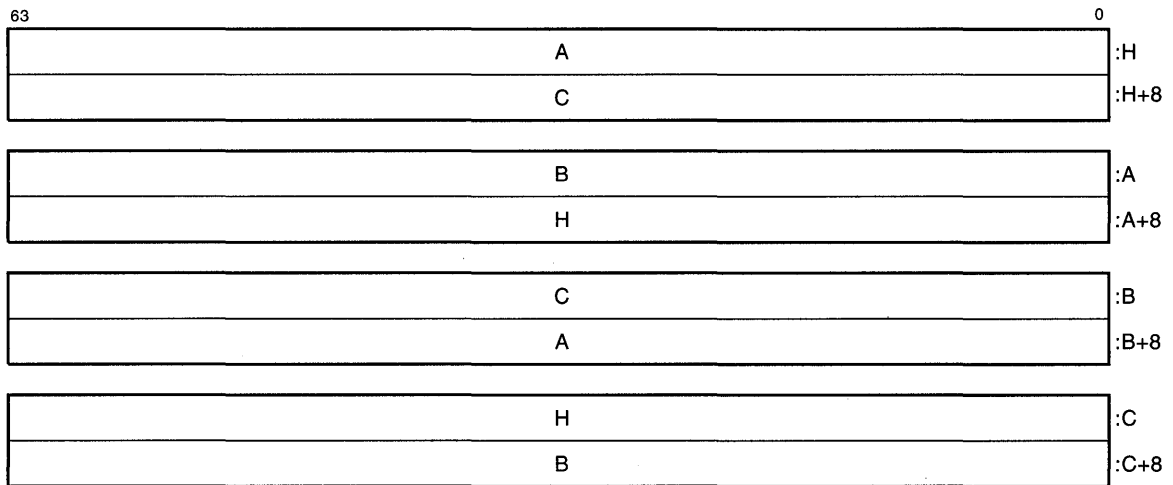 63 0
A :H
C :H+8
B :A
H :A+8
C :B
A :B+8
H :C
B :C+8